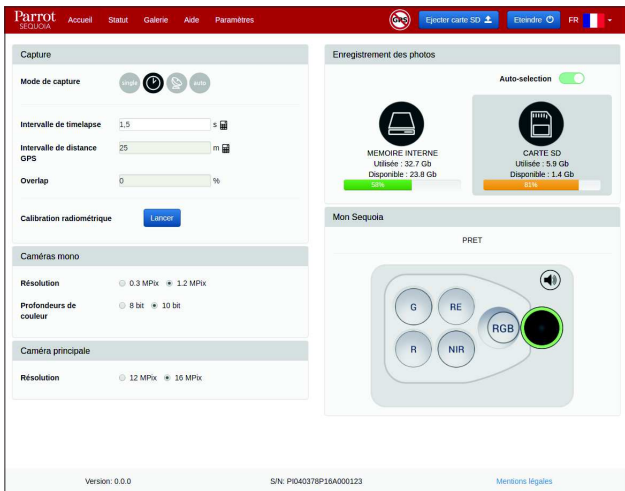 Parrot
SEQUOIA
Accueil
Statut
Galerie
Aide
Paramètres
GPS
Ejecter carte SD
Eteindre
FR
Capture
Mode de capture
single
auto
Intervalle de timelapse
1,5
s
Intervalle de distance
GPS
25
m
Overlap
0
%
Calibration radiométrique
Lancer
Caméras mono
Résolution
0.3 MPix
1.2 MPix
Profondeurs de
couleur
8 bit
10 bit
Caméra principale
Résolution
12 MPix
16 MPix
Enregistrement des photos
Auto-selection
MEMOIRE INTERNE
Utilisée : 32.7 Gb
Disponible : 23.8 Gb
58%
CARTE SD
Utilisée : 5.9 Gb
Disponible : 1.4 Gb
81%
Mon Sequoia
PRET
G
RE
RGB
R
NIR
Version: 0.0.0
S/N: PI040378P16A000123
Mentions légales